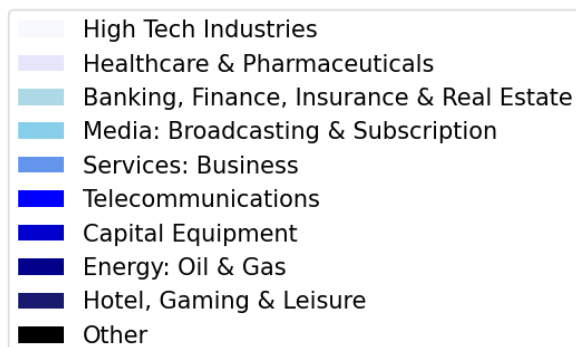 High Tech Industries
Healthcare & Pharmaceuticals
Banking, Finance, Insurance & Real Estate
Media: Broadcasting & Subscription
Services: Business
Telecommunications
Capital Equipment
Energy: Oil & Gas
Hotel, Gaming & Leisure
Other